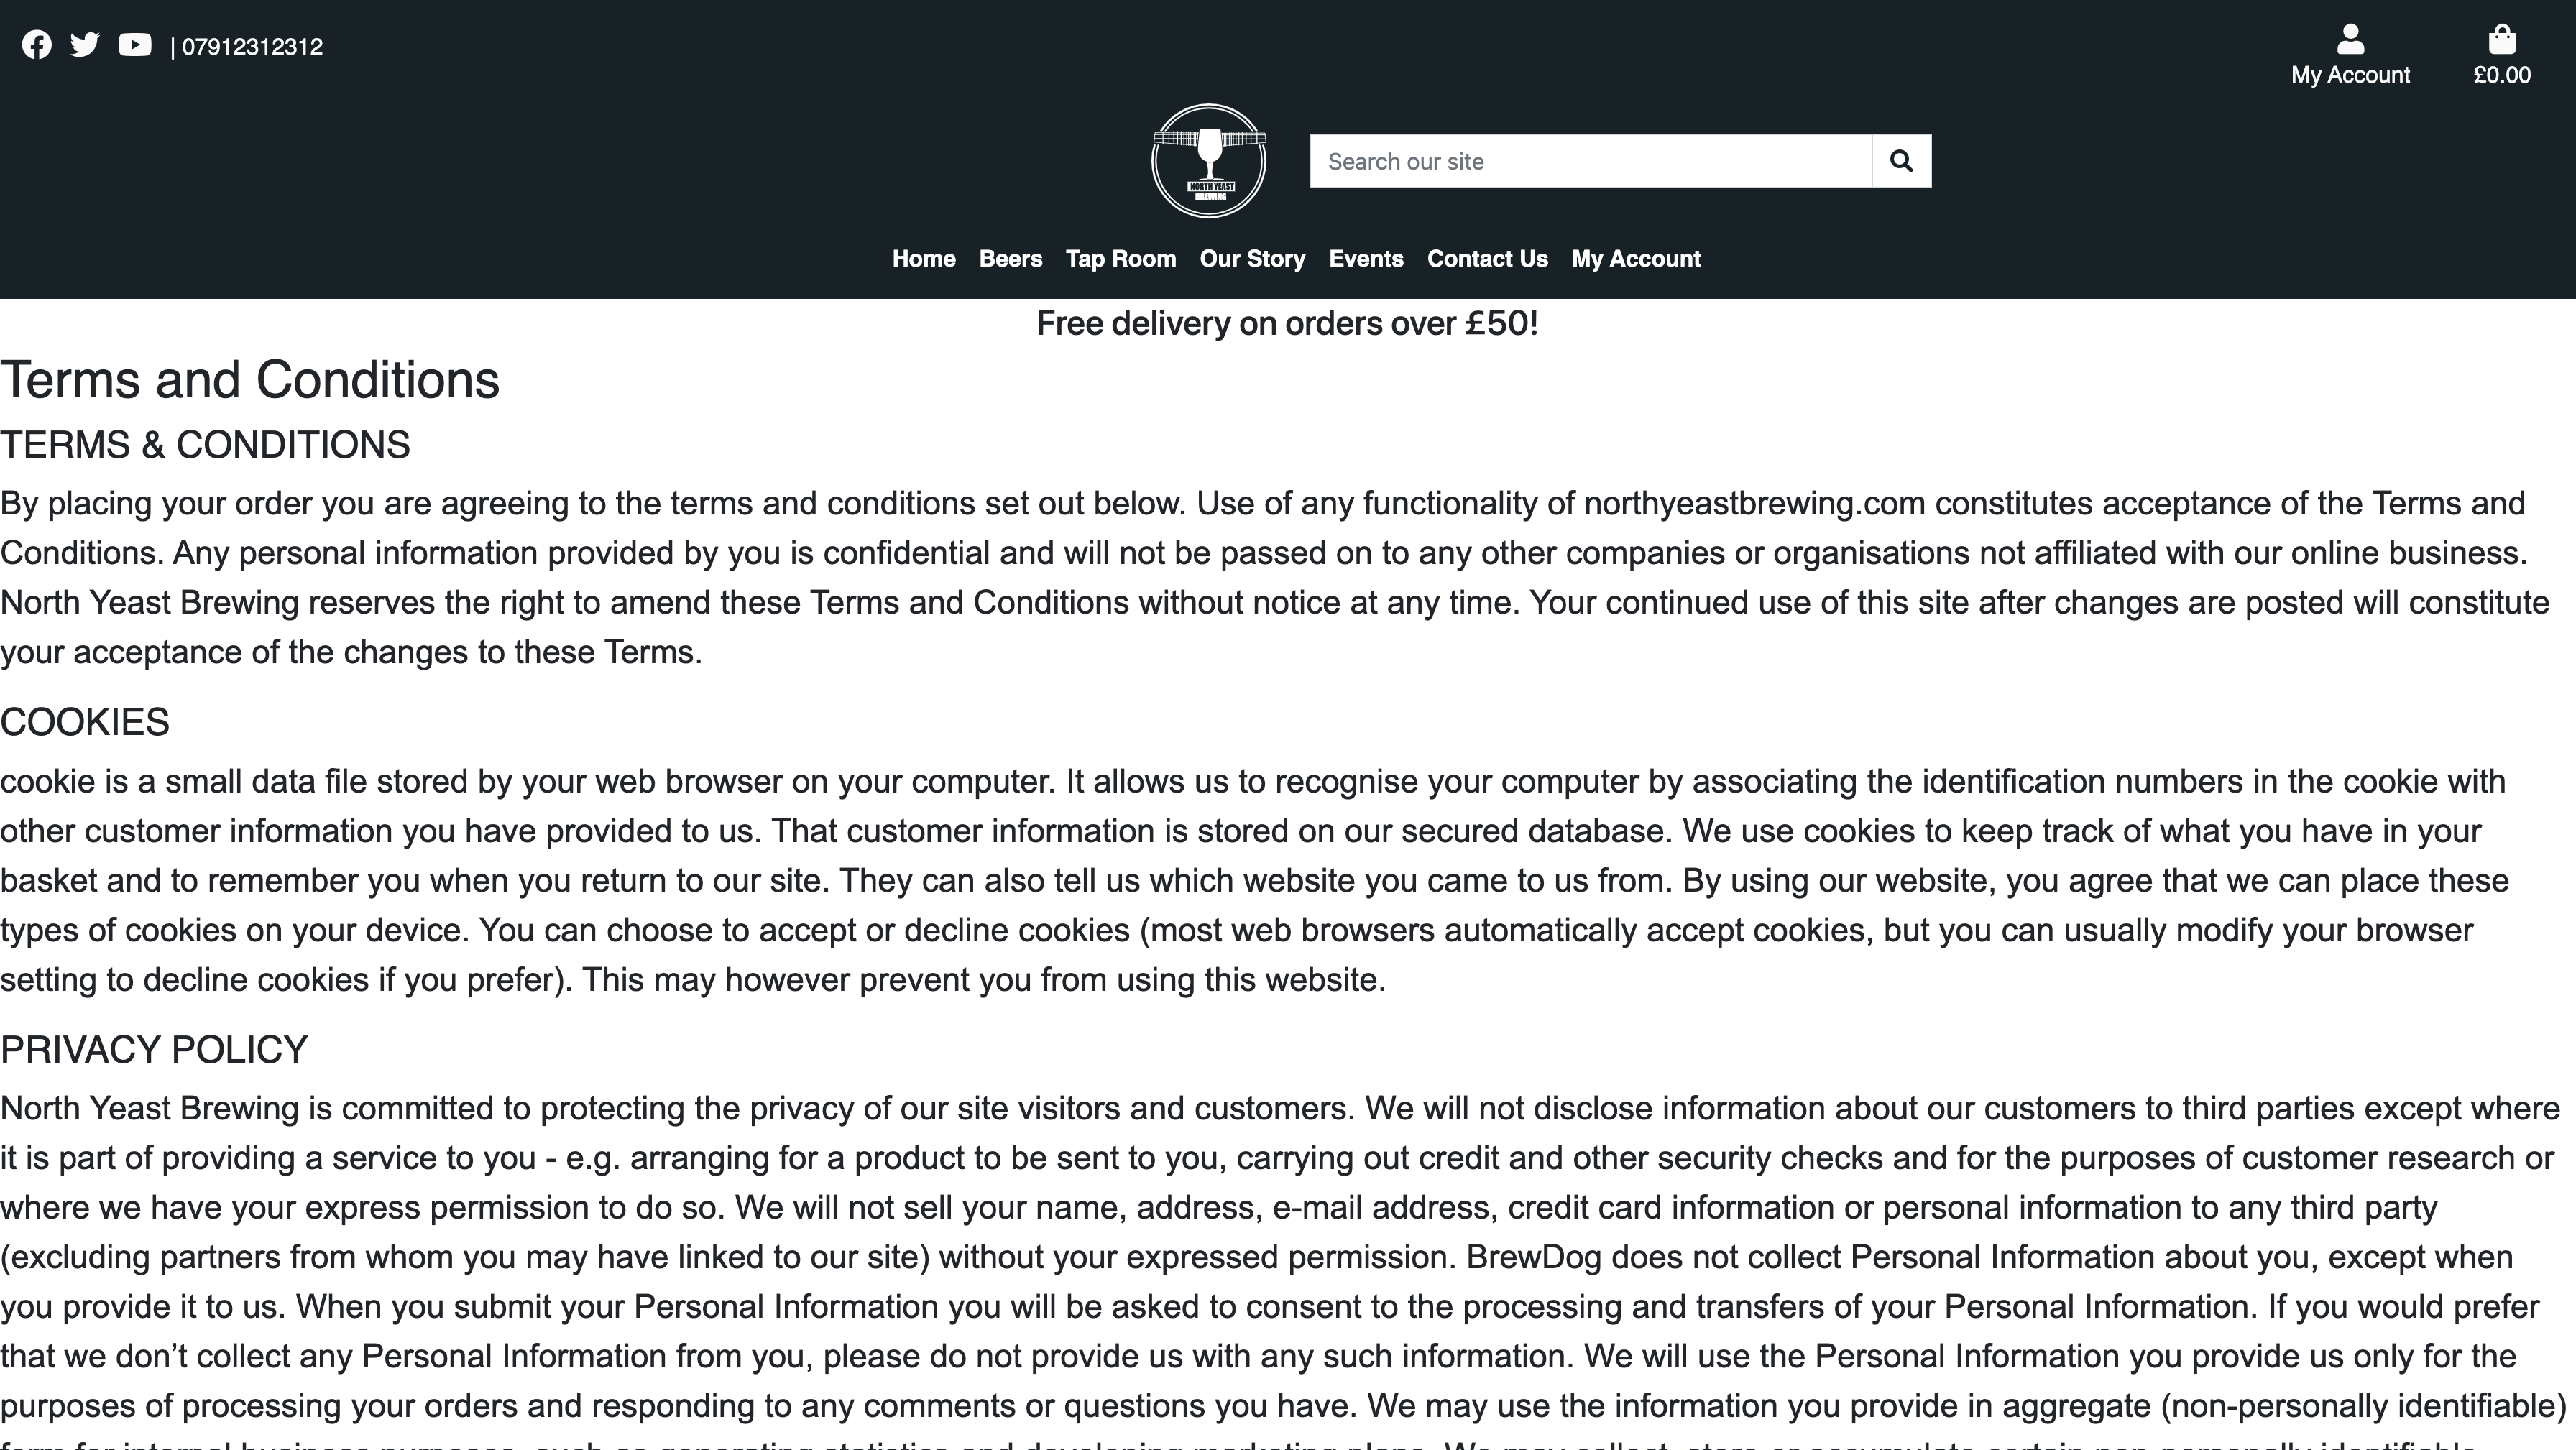 | 07912312312
My Account
£0.00
NORTH YEAST
BREWING
Search our site
Home Beers Tap Room Our Story Events Contact Us My Account
Free delivery on orders over £50!
Terms and Conditions
TERMS & CONDITIONS
By placing your order you are agreeing to the terms and conditions set out below. Use of any functionality of northyeastbrewing.com constitutes acceptance of the Terms and
Conditions. Any personal information provided by you is confidential and will not be passed on to any other companies or organisations not affiliated with our online business.
North Yeast Brewing reserves the right to amend these Terms and Conditions without notice at any time. Your continued use of this site after changes are posted will constitute
your acceptance of the changes to these Terms.
COOKIES
cookie is a small data file stored by your web browser on your computer. It allows us to recognise your computer by associating the identification numbers in the cookie with
other customer information you have provided to us. That customer information is stored on our secured database. We use cookies to keep track of what you have in your
basket and to remember you when you return to our site. They can also tell us which website you came to us from. By using our website, you agree that we can place these
types of cookies on your device. You can choose to accept or decline cookies (most web browsers automatically accept cookies, but you can usually modify your browser
setting to decline cookies if you prefer). This may however prevent you from using this website.
PRIVACY POLICY
North Yeast Brewing is committed to protecting the privacy of our site visitors and customers. We will not disclose information about our customers to third parties except where
it is part of providing a service to you - e.g. arranging for a product to be sent to you, carrying out credit and other security checks and for the purposes of customer research or
where we have your express permission to do so. We will not sell your name, address, e-mail address, credit card information or personal information to any third party
(excluding partners from whom you may have linked to our site) without your expressed permission. BrewDog does not collect Personal Information about you, except when
you provide it to us. When you submit your Personal Information you will be asked to consent to the processing and transfers of your Personal Information. If you would prefer
that we don’t collect any Personal Information from you, please do not provide us with any such information. We will use the Personal Information you provide us only for the
purposes of processing your orders and responding to any comments or questions you have. We may use the information you provide in aggregate (non-personally identifiable)
form for internal business purposes, such as generating statistics and developing marketing plans. We may collect, store or accumulate certain non-personally identifiable